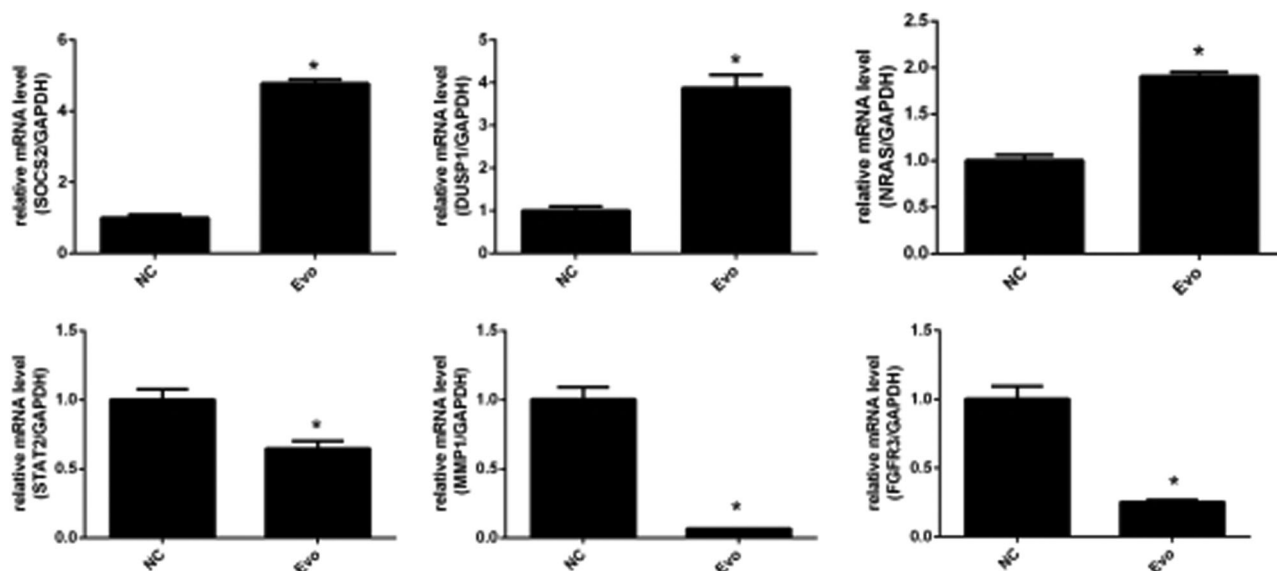 relative mRNA level
(SOCS2/GAPDH)
6
4
2
0
*
NC
Evo
relative mRNA level
(DUSP1/GAPDH)
5
4
3
2
1
0
*
NC
Evo
relative mRNA level
(NRAS/GAPDH)
2.5
2.0
1.5
1.0
0.5
0.0
*
NC
Evo
relative mRNA level
(STAT2/GAPDH)
1.5
1.0
0.5
0.0
*
NC
Evo
relative mRNA level
(MMP1/GAPDH)
1.5
1.0
0.5
0.0
*
NC
Evo
relative mRNA level
(FGFR3/GAPDH)
1.5
1.0
0.5
0.0
*
NC
Evo